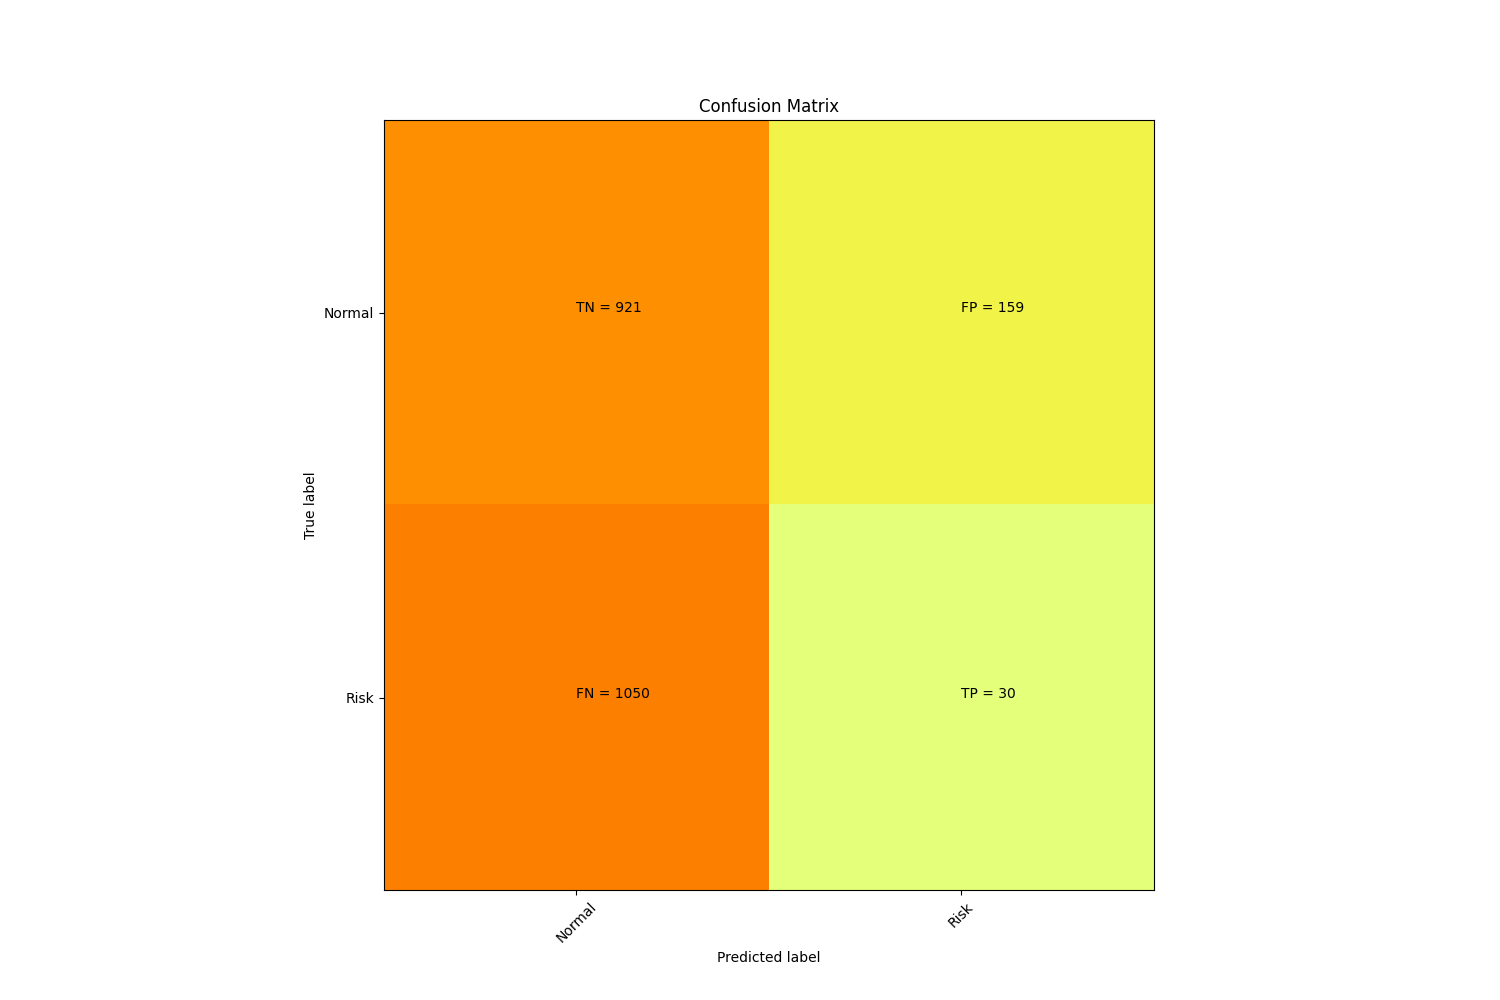 Confusion Matrix
Normal
TN = 921
FP = 159
True label
Risk
FN = 1050
TP = 30
Normal
Risk
Predicted label